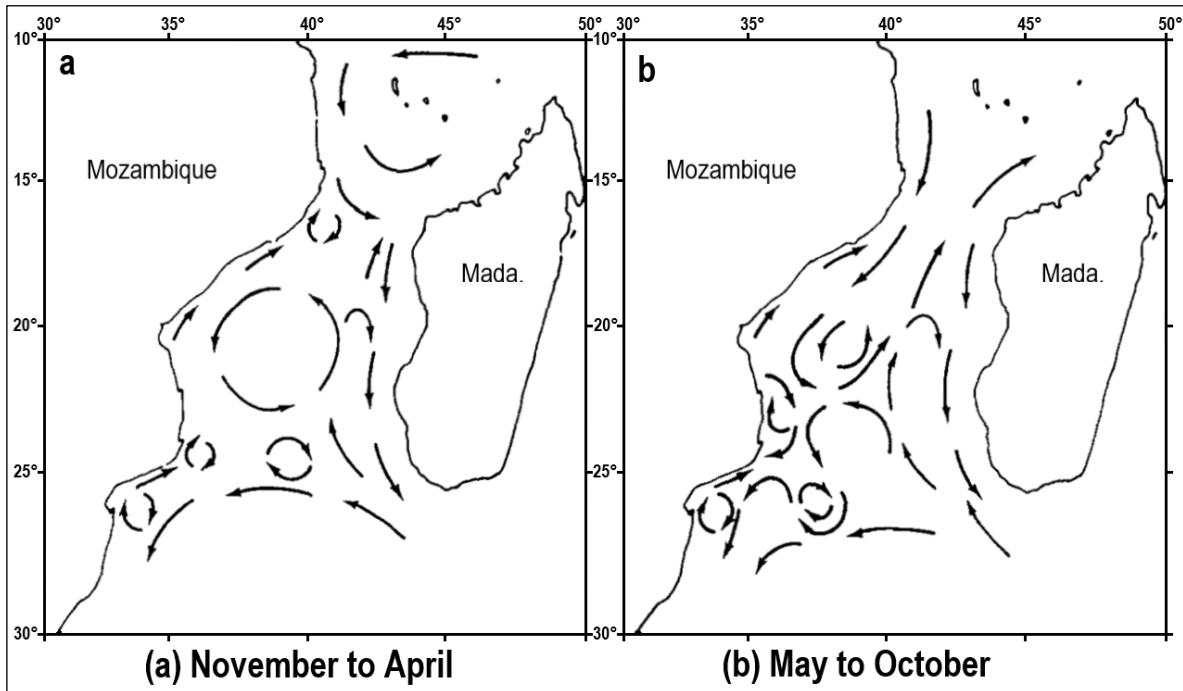 30° 35° 40° 45° 50° 30° 35° 40° 45° 50°
10° 10°
a b
Mozambique Mozambique
15° 15°
Mada. Mada.
20° 20°
25° 25°
30° 30°
(a) November to April (b) May to October